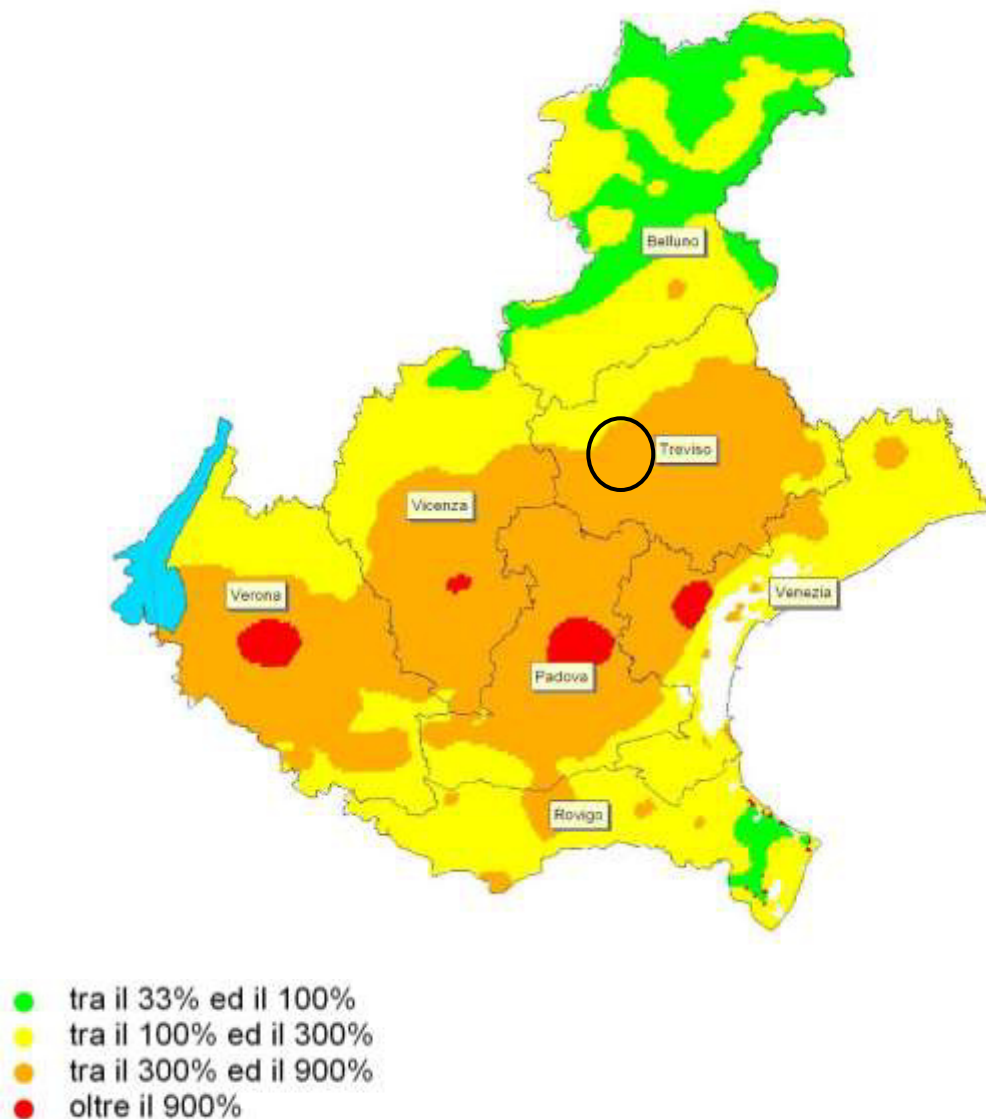 Belluno
Treviso
Vicenza
Verona
Venezia
Padova
Rovigo
tra il 33% ed il 100%
tra il 100% ed il 300%
tra il 300% ed il 900%
oltre il 900%